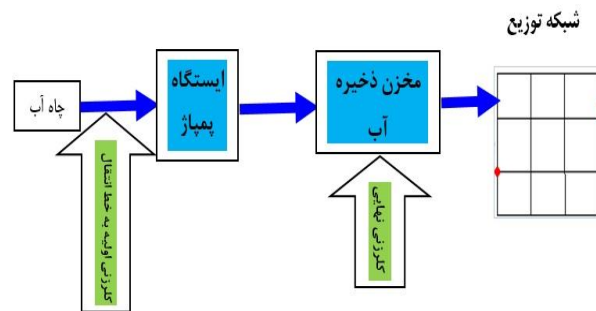 شبکه توزیع
مخزن ذخیره
آب
ایستگاه
پمپاژ
چاه آب
کلرزنی نهایی
کلرزنی اولیه به خط انتقال